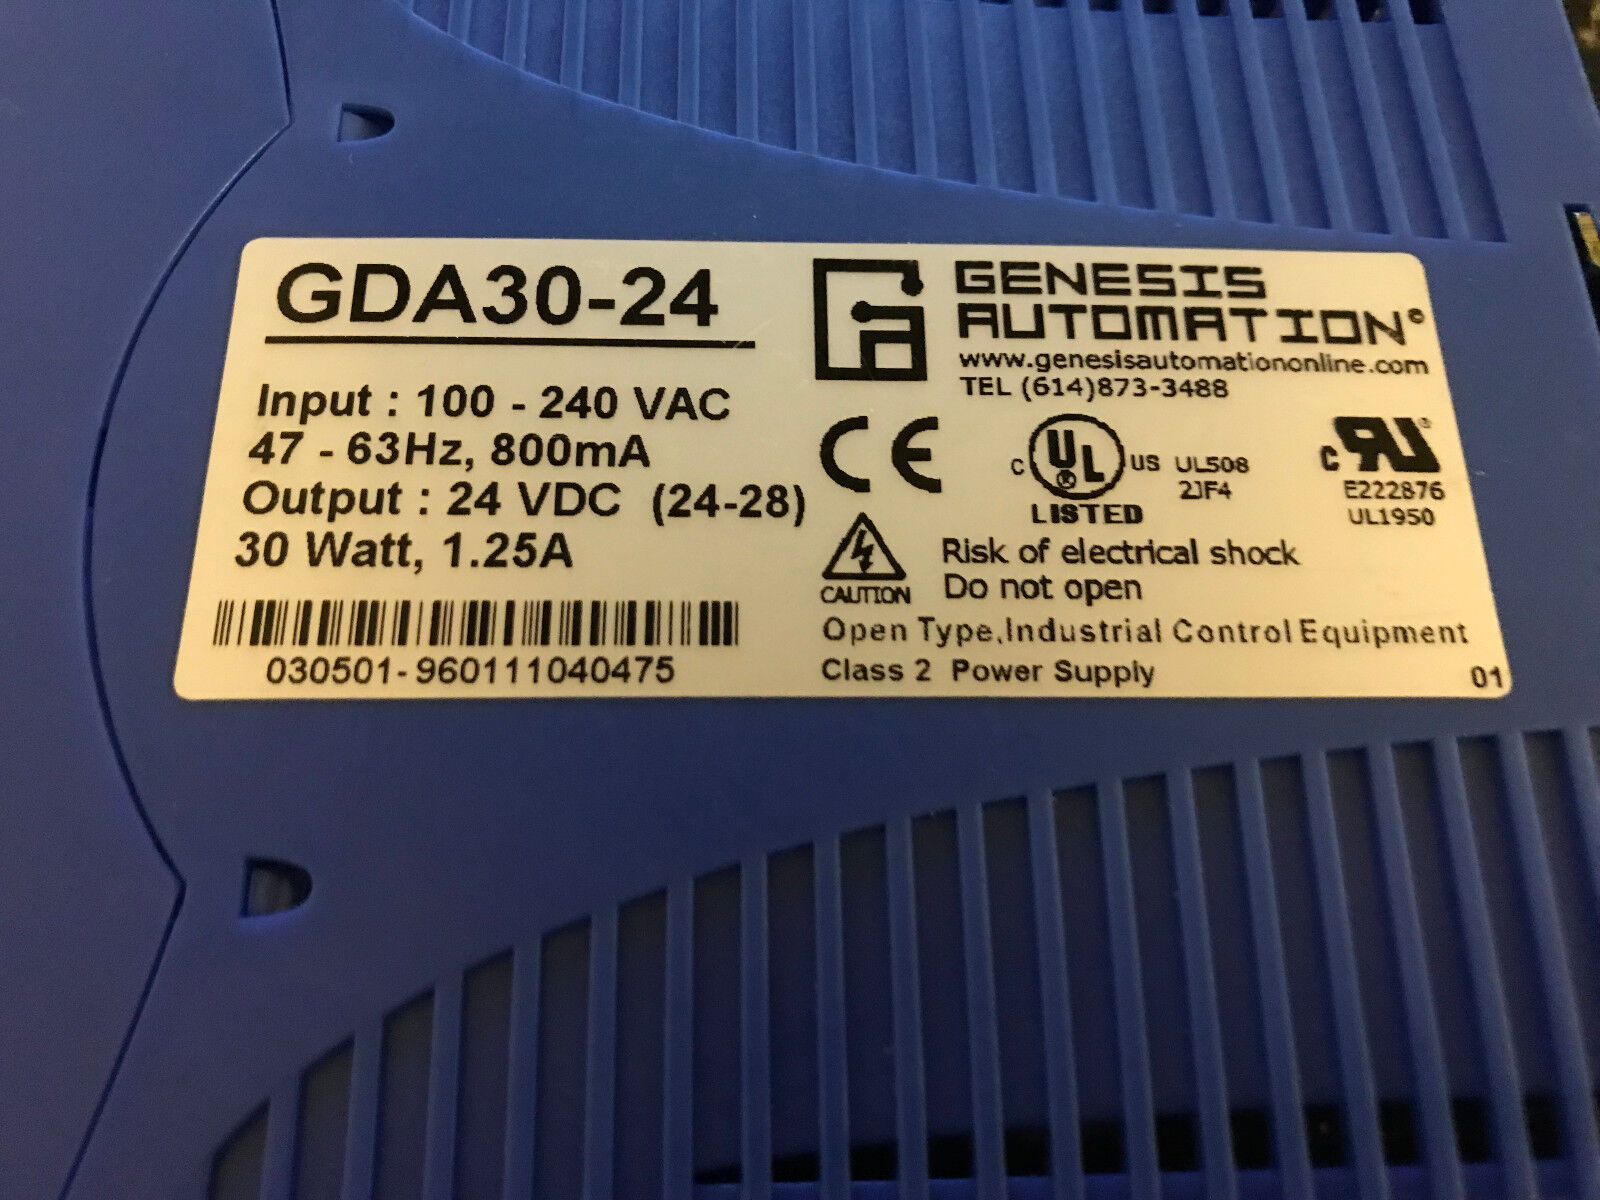 GDA30-24
Input : 100 - 240 VAC
47 - 63Hz, 800mA
Output : 24 VDC (24-28)
30 Watt, 1.25A
030501-960111040475
GENESIS
AUTOMATION®
www.genesisautomationonline.com
TEL (614)873-3488
CE
C UL ® US
LISTED
UL508
2JF4
c RU ®
E222876
UL1950
CAUTION
Risk of electrical shock
Do not open
Open Type,Industrial Control Equipment
Class 2 Power Supply
01